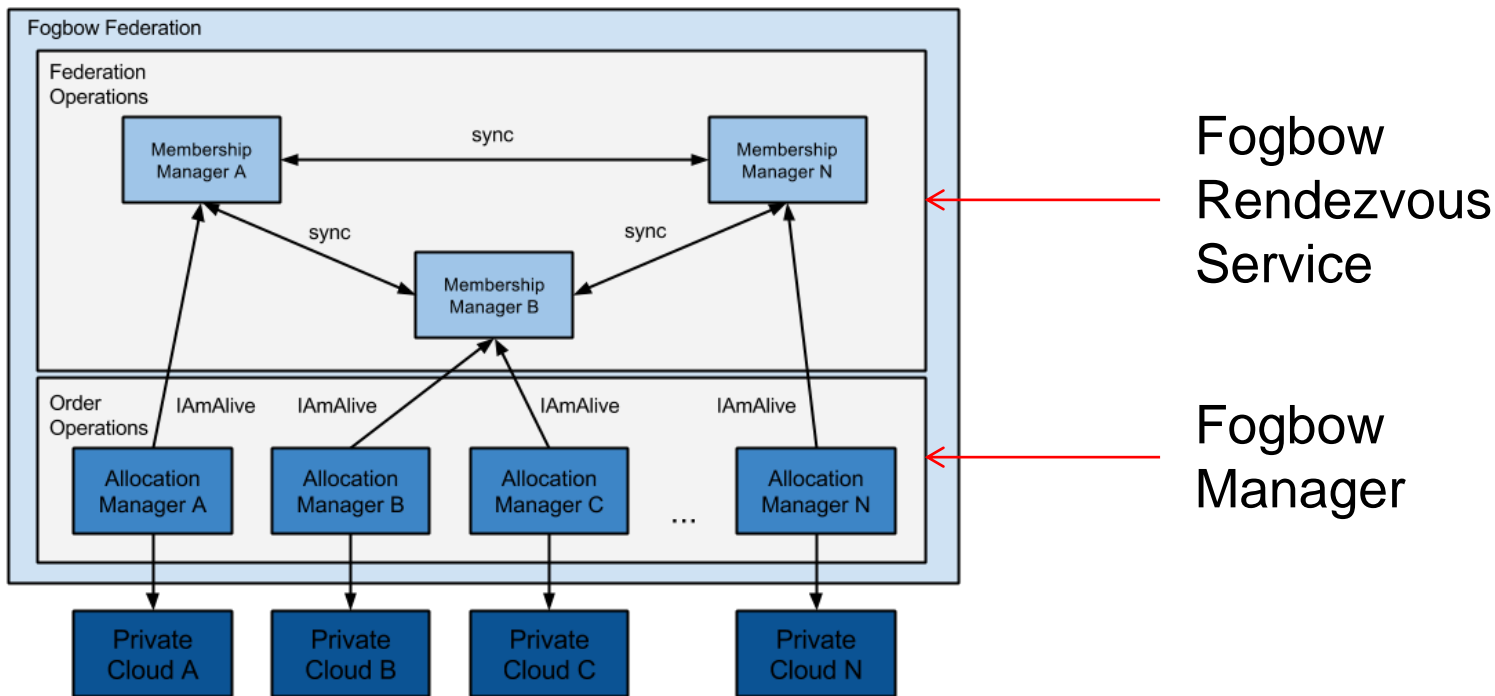 Fogbow Federation
Federation
Operations
sync
Membership
Manager A
Membership
Manager N
sync
sync
Membership
Manager B
Order
Operations
IAmAlive
IAmAlive
IAmAlive
IAmAlive
Allocation
Manager A
Allocation
Manager B
Allocation
Manager C
...
Allocation
Manager N
Private
Cloud A
Private
Cloud B
Private
Cloud C
Private
Cloud N
Fogbow
Rendezvous
Service
Fogbow
Manager